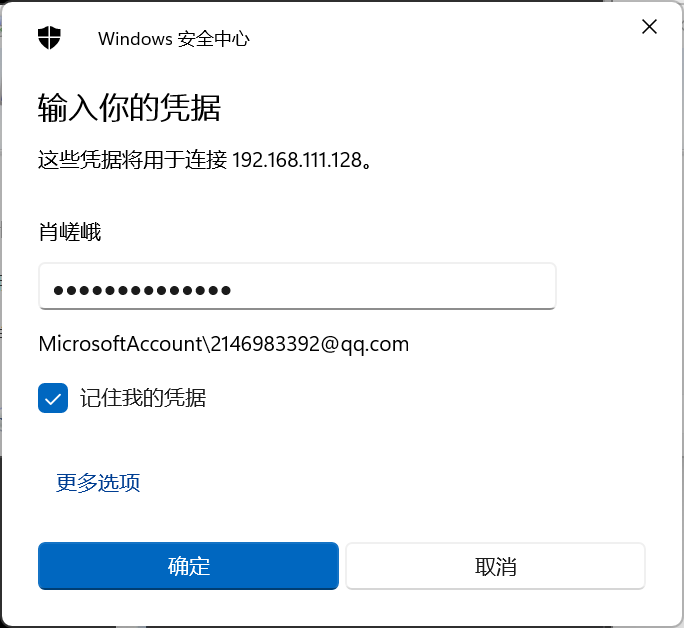 Windows 安全中心
输入你的凭据
这些凭据将用于连接 192.168.111.128。
肖嵯峨
●●●●●●●●●●●●●●
MicrosoftAccount\2146983392@qq.com
记住我的凭据
更多选项
确定
取消